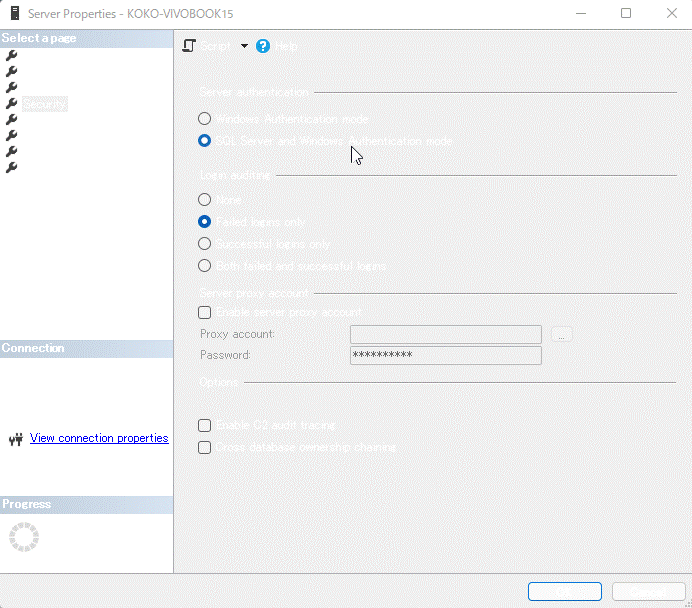 Server Properties - KOKO-VIVOBOOK15
Select a page
Security
Connection
View connection properties
Progress
Script
Help
Server authentication
Windows Authentication mode
SQL Server and Windows Authentication mode
Login auditing
None
Failed logins only
Successful logins only
Both failed and successful logins
Server proxy account
Enable server proxy account
Proxy account:
...
Password:
**********
Options
Enable C2 audit tracing
Cross database ownership chaining
OK
Cancel